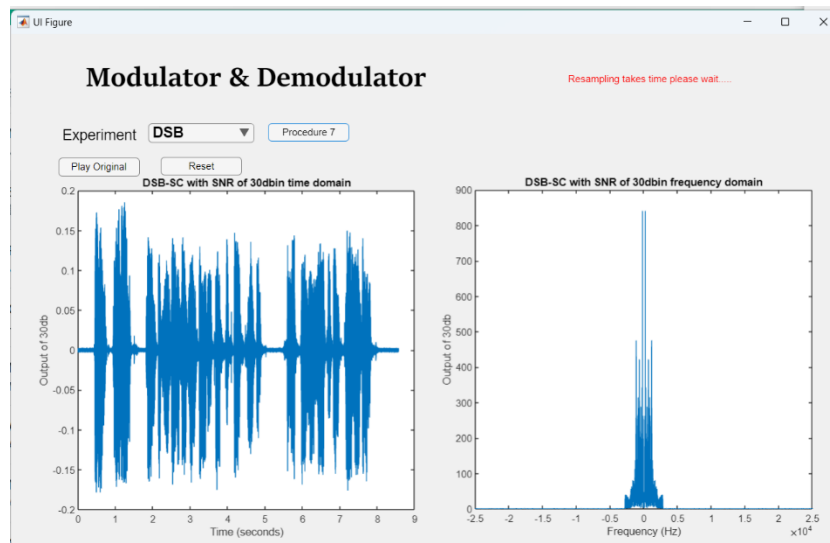 UI Figure
Modulator & Demodulator
Resampling takes time please wait.....
Experiment
DSB
Procedure 7
Play Original
Reset
DSB-SC with SNR of 30dbin time domain
0.2
0.15
0.1
0.05
0
-0.05
-0.1
-0.15
-0.2
Output of 30db
0 1 2 3 4 5 6 7 8 9
Time (seconds)
DSB-SC with SNR of 30dbin frequency domain
900
800
700
600
500
400
300
200
100
0
Output of 30db
-2.5 -2 -1.5 -1 -0.5 0 0.5 1 1.5 2 2.5
Frequency (Hz)
×10⁴